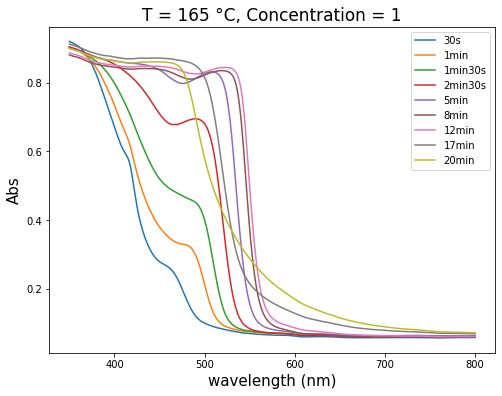 T = 165 °C, Concentration = 1
Abs
0.8
0.6
0.4
0.2
30s
1min
1min30s
2min30s
5min
8min
12min
17min
20min
400 500 600 700 800
wavelength (nm)